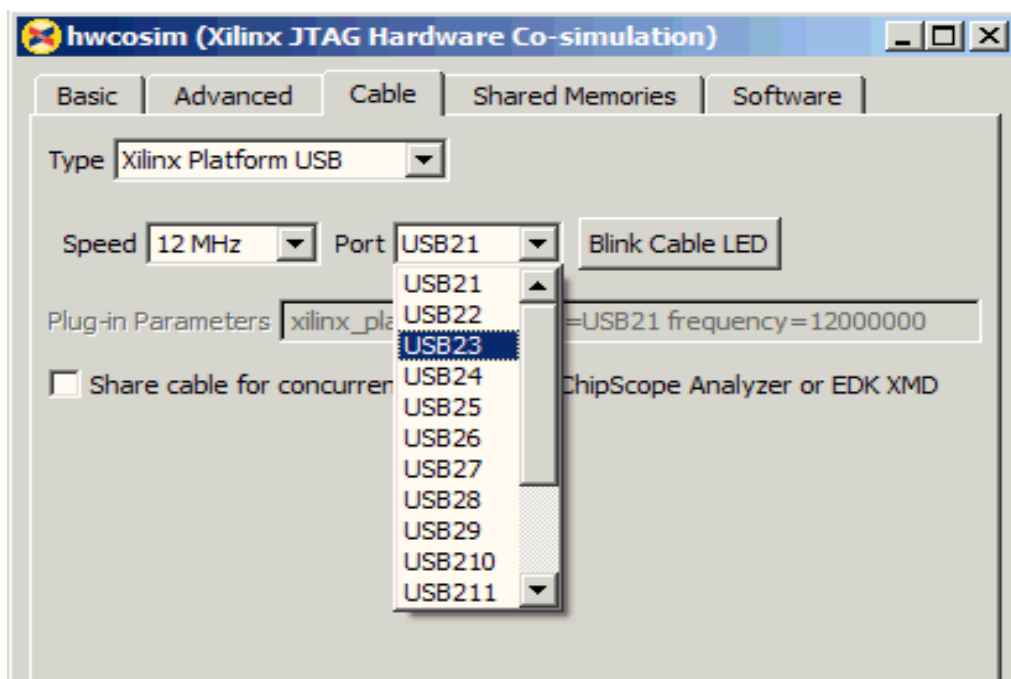 hwcosim (Xilinx JTAG Hardware Co-simulation)
Basic Advanced Cable Shared Memories Software
Type Xilinx Platform USB
Speed 12 MHz Port USB21 Blink Cable LED
USB21
Plug-in Parameters xilinx_pla USB22 =USB21 frequency=12000000
USB23
Share cable for concurren USB24 ChipScope Analyzer or EDK XMD
USB25
USB26
USB27
USB28
USB29
USB210
USB211